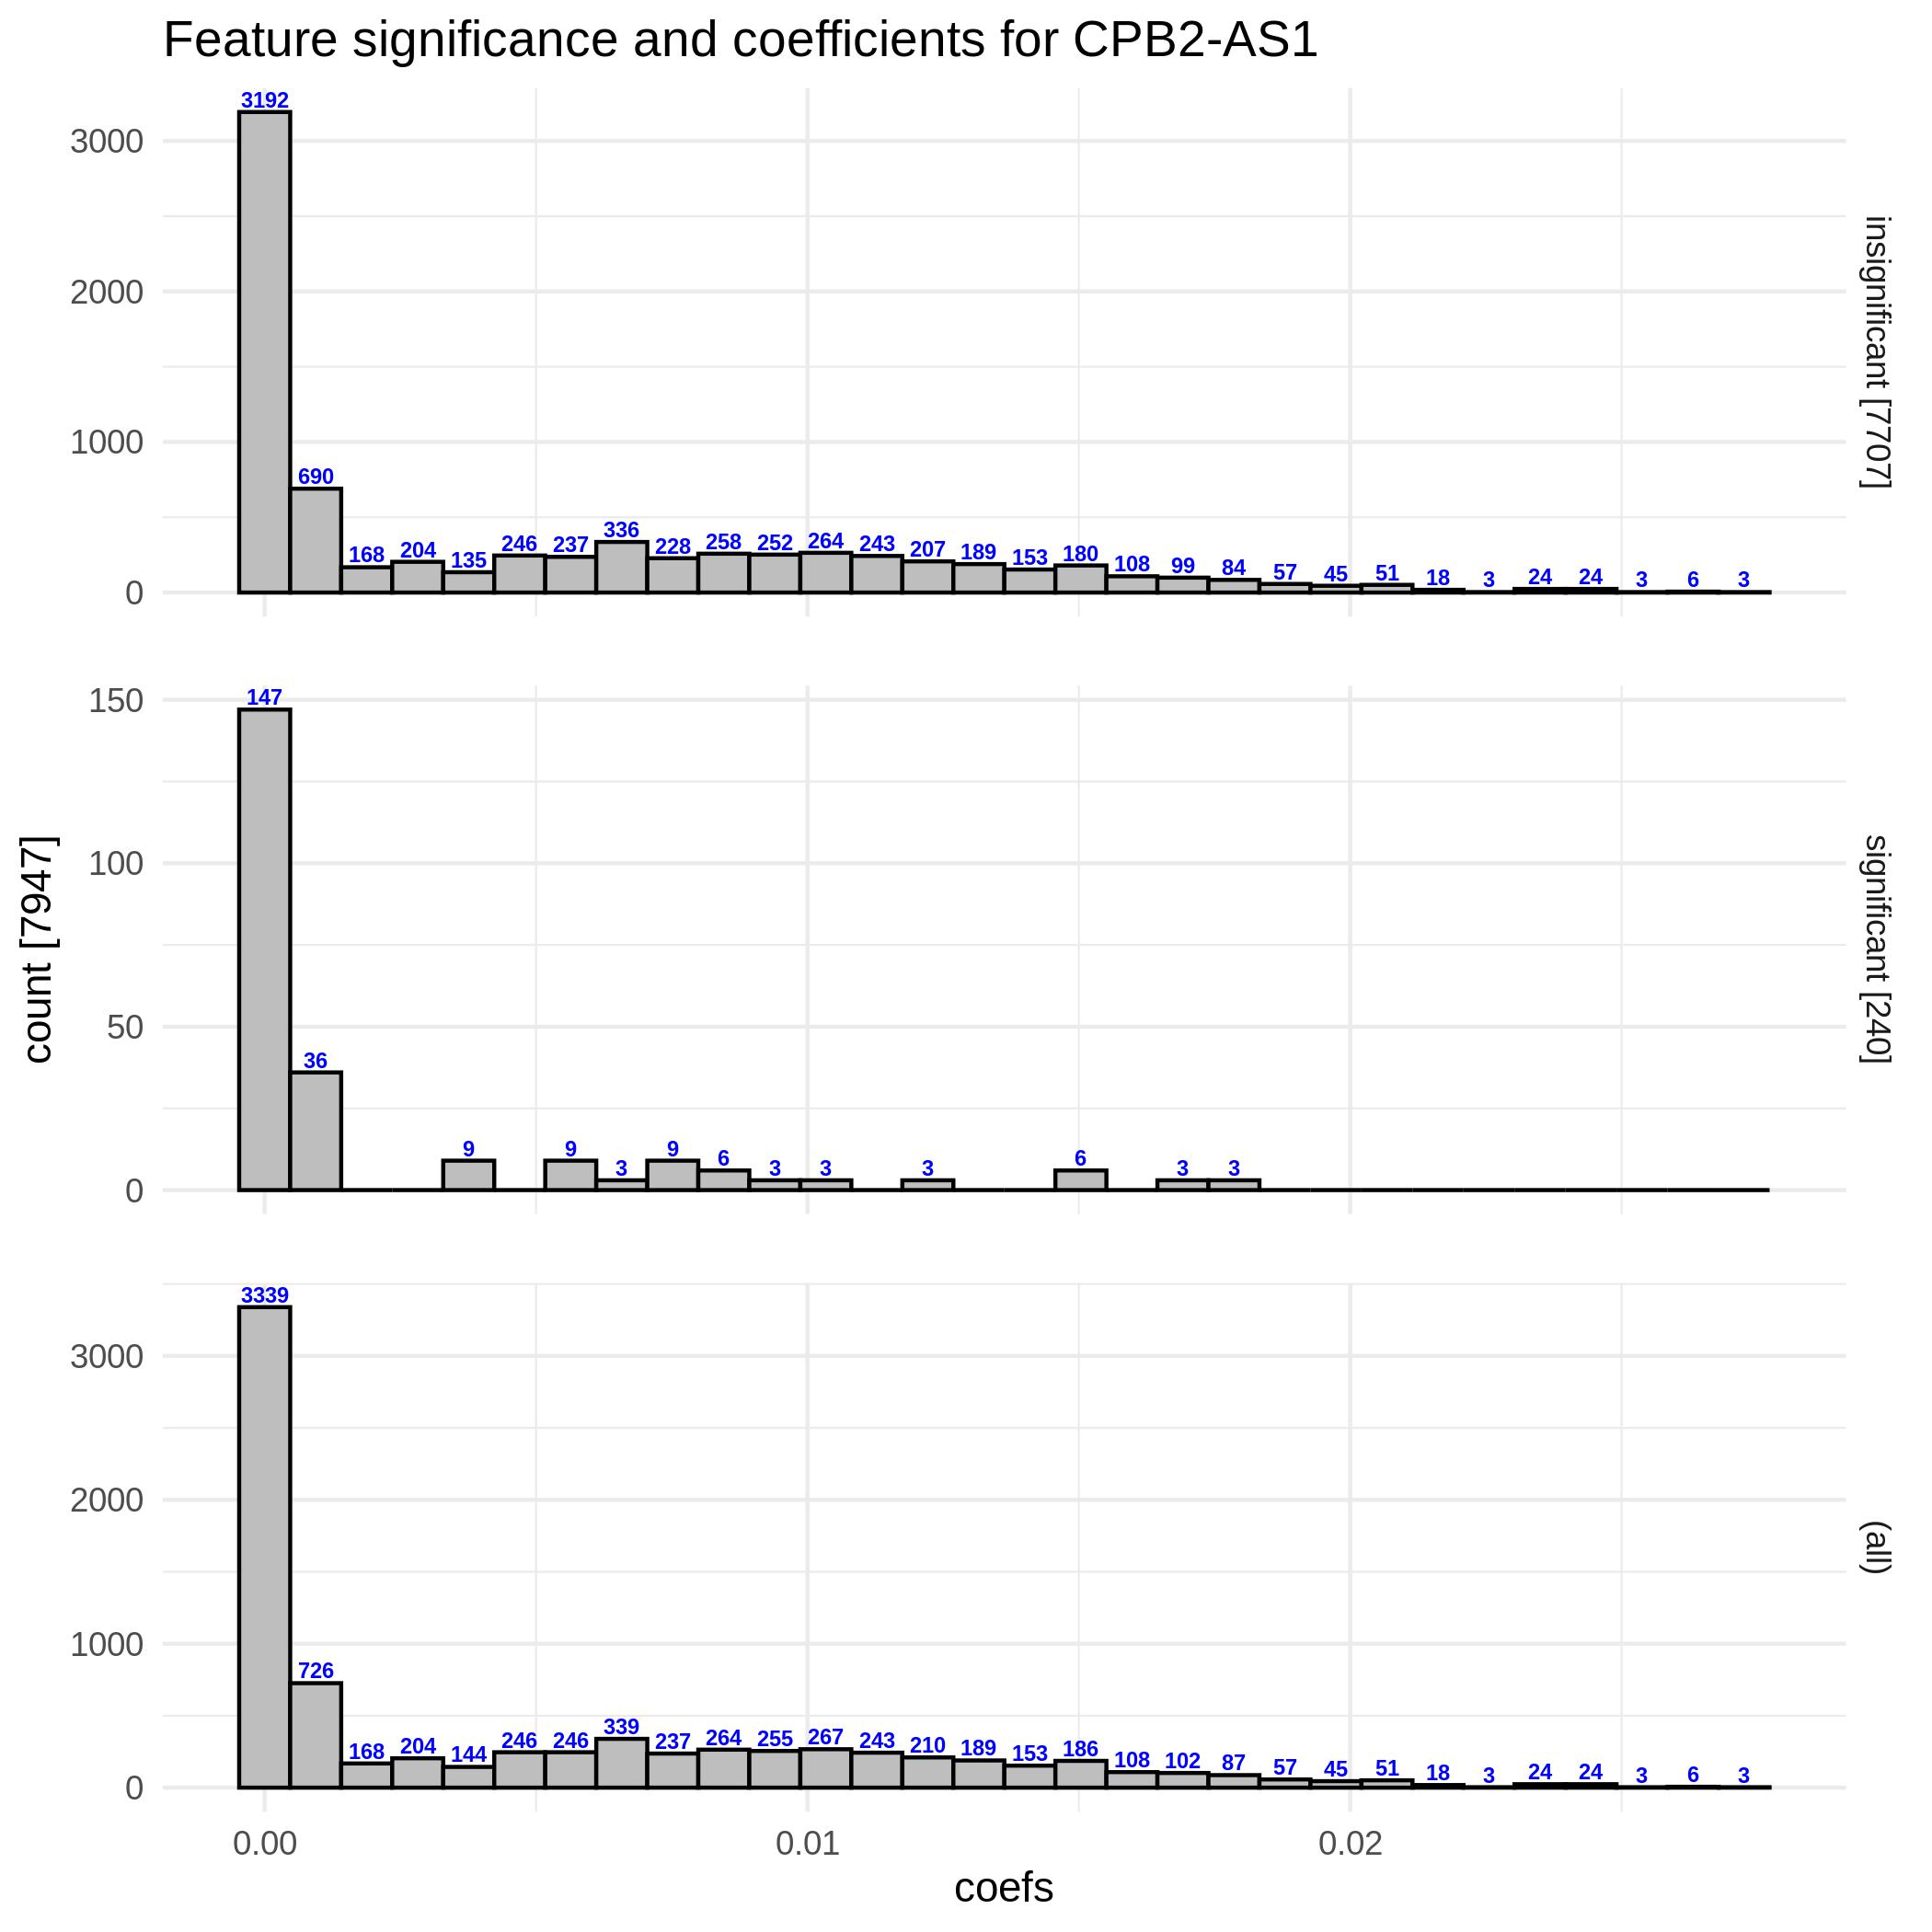 Feature significance and coefficients for CPB2-AS1
3192
3000
2000
1000
0
690
168 204 135 246 237 336 228 258 252 264 243 207 189 153 180 108 99 84 57 45 51 18 3 24 24 3 6 3
insignificant [7707]
count [7947]
150
100
50
0
147
36
9 9 3 9 6 3 3 3 6 3 3
significant [240]
3339
3000
2000
1000
0
726
168 204 144 246 246 339 237 264 255 267 243 210 189 153 186 108 102 87 57 45 51 18 3 24 24 3 6 3
(all)
0.00 0.01 0.02
coefs